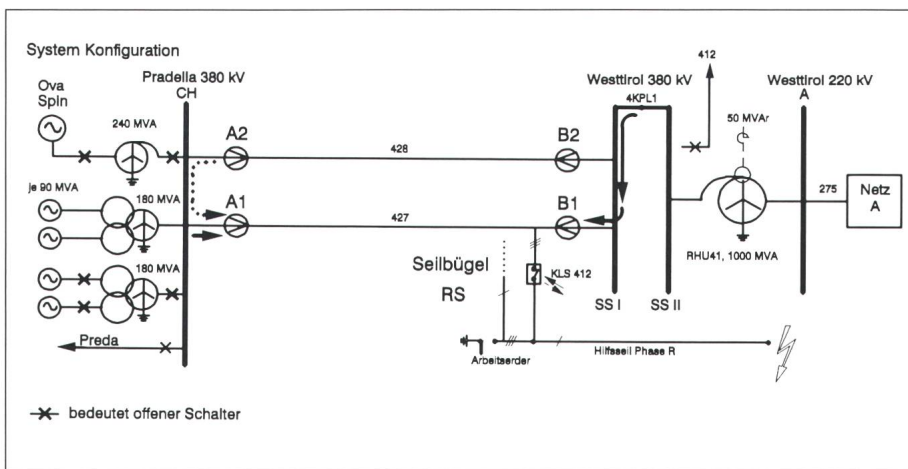 System Konfiguration
Ova
Spin
240 MVA
je 90 MVA
180 MVA
180 MVA
Preda
Pradella 380 kV
CH
A2
A1
428
427
B2
B1
Seilbügel
RS
KLS 412
Arbeitserder
Hilfsseil Phase R
Westtirol 380 kV
4KPL1
SS I
SS II
412
50 MVAr
RHU41, 1000 MVA
Westtirol 220 kV
A
275
Netz
A
bedeutet offener Schalter